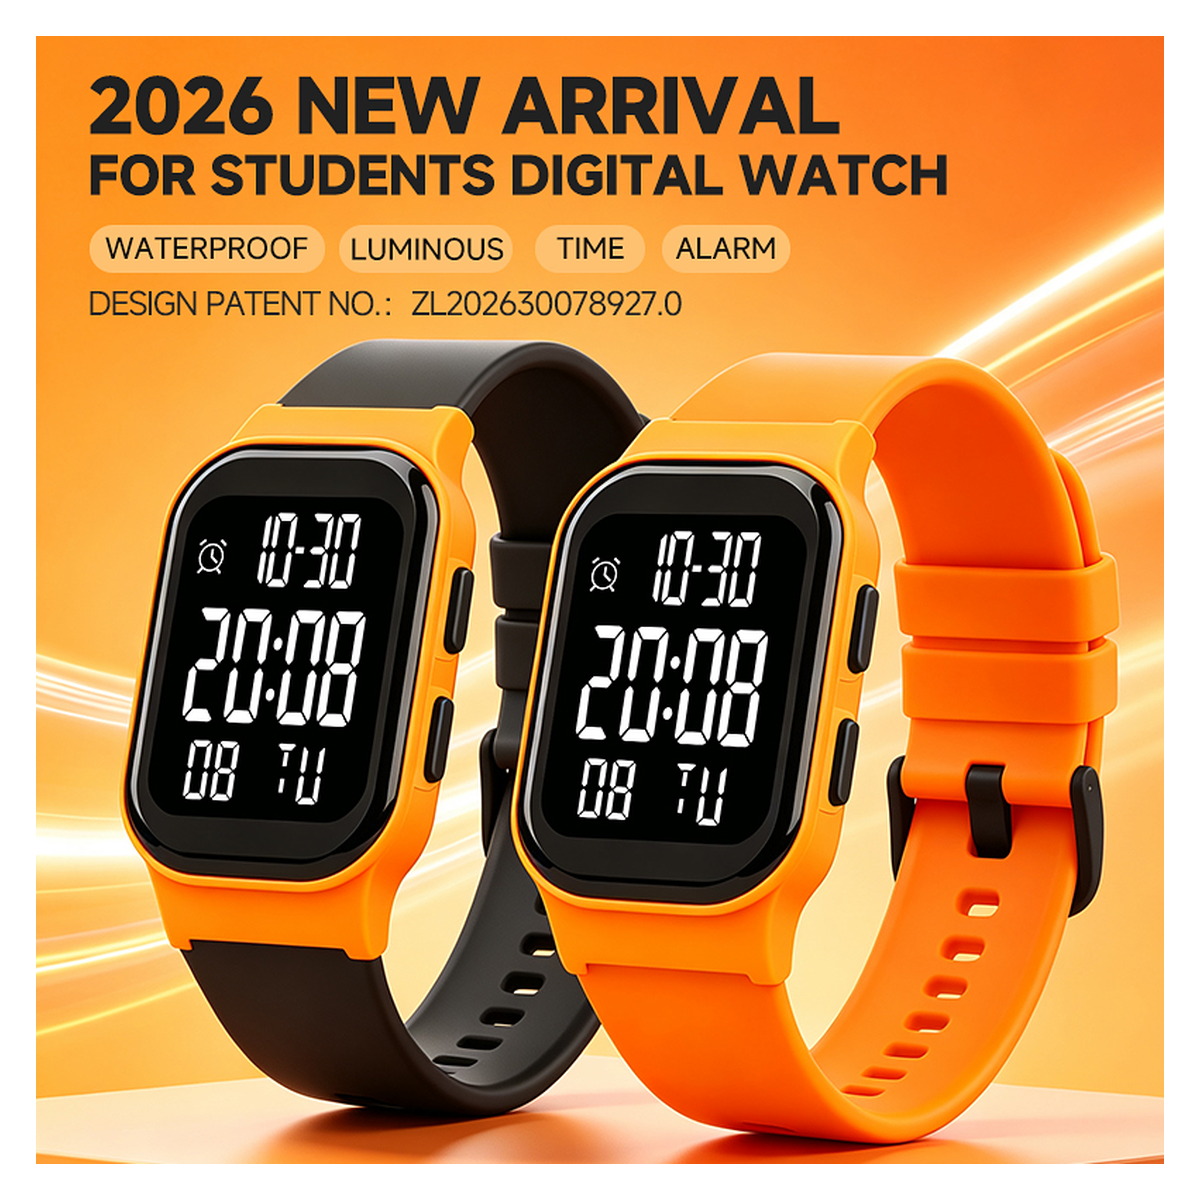 2026 NEW ARRIVAL
FOR STUDENTS DIGITAL WATCH
WATERPROOF LUMINOUS TIME ALARM
DESIGN PATENT NO.: ZL202630078927.0
10-30
20:08
08 TU
10-30
20:08
08 TU